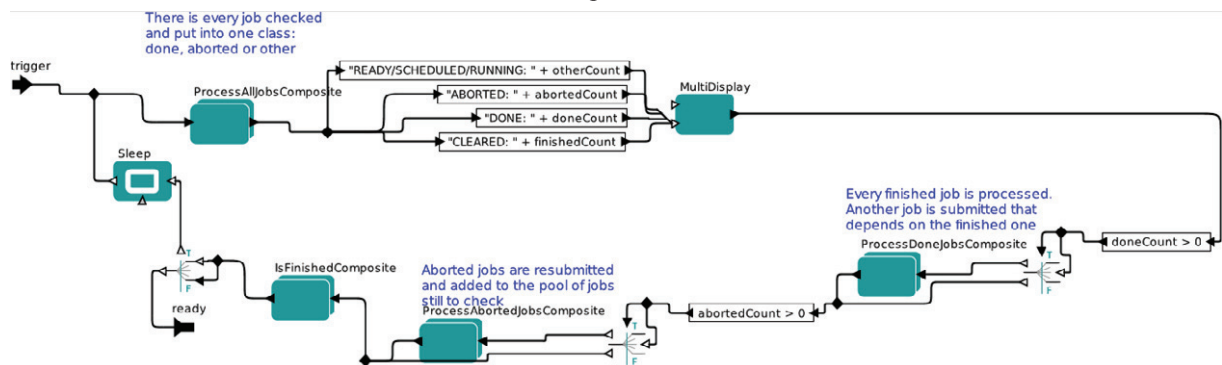 There is every job checked
and put into one class:
done, aborted or other
trigger
ProcessAllJobsComposite
"READY/SCHEDULED/RUNNING: " + otherCount
"ABORTED: " + abortedCount
"DONE: " + doneCount
"CLEARED: " + finishedCount
MultiDisplay
Sleep
Every finished job is processed.
Another job is submitted that
depends on the finished one
ProcessDoneJobsComposite
T
F
doneCount > 0
T
F
ready
IsFinishedComposite
Aborted jobs are resubmitted
and added to the pool of jobs
still to check
ProcessAbortedJobsComposite
T
F
abortedCount > 0